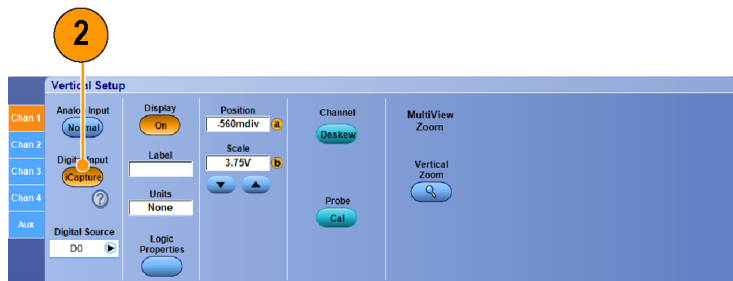 2
Vertical Setup
Chan 1
Chan 2
Chan 3
Chan 4
Aux
Analog Input
Normal
Digital Input
iCapture
?
Digital Source
D0
Display
On
Label
Units
None
Logic
Properties
Position
-560mdiv
a
Scale
3.75V
b
Channel
Deskew
Probe
Cal
MultiView
Zoom
Vertical
Zoom